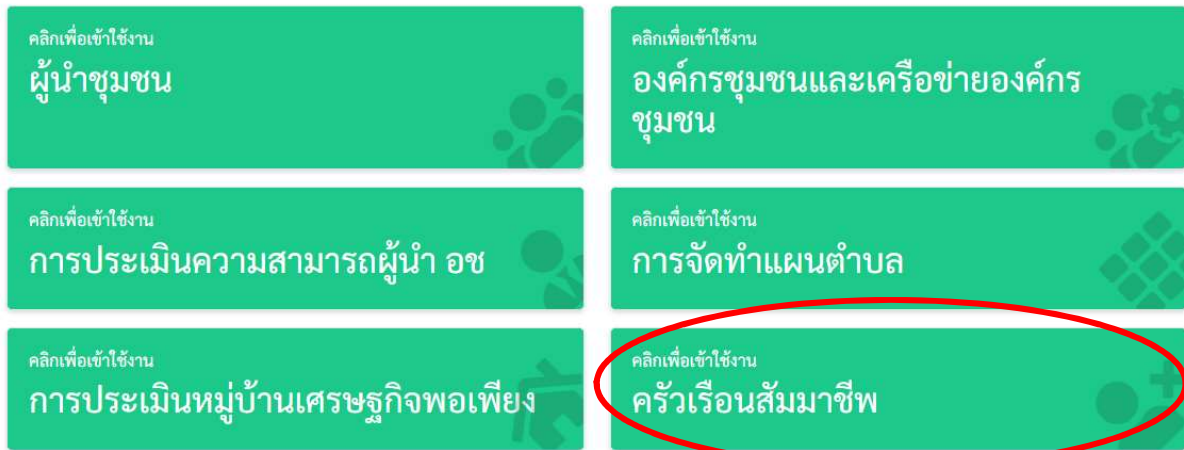 คลิกเพื่อเข้าใช้งาน
ผู้นำชุมชน
คลิกเพื่อเข้าใช้งาน
องค์กรชุมชนและเครือข่ายองค์กร
ชุมชน
คลิกเพื่อเข้าใช้งาน
การประเมินความสามารถผู้นำ อช
คลิกเพื่อเข้าใช้งาน
การจัดทำแผนตำบล
คลิกเพื่อเข้าใช้งาน
การประเมินหมู่บ้านเศรษฐกิจพอเพียง
คลิกเพื่อเข้าใช้งาน
ครัวเรือนสัมมาชีพ